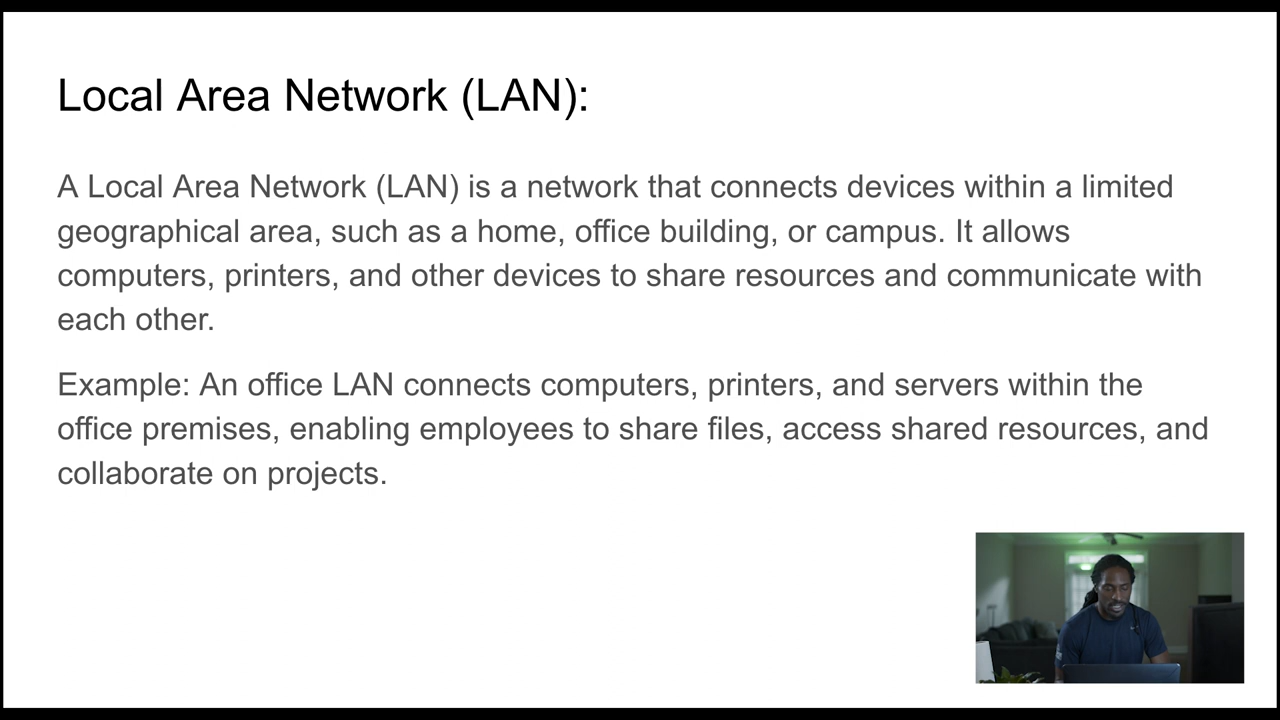 Local Area Network (LAN):
A Local Area Network (LAN) is a network that connects devices within a limited
geographical area, such as a home, office building, or campus. It allows
computers, printers, and other devices to share resources and communicate with
each other.
Example: An office LAN connects computers, printers, and servers within the
office premises, enabling employees to share files, access shared resources, and
collaborate on projects.